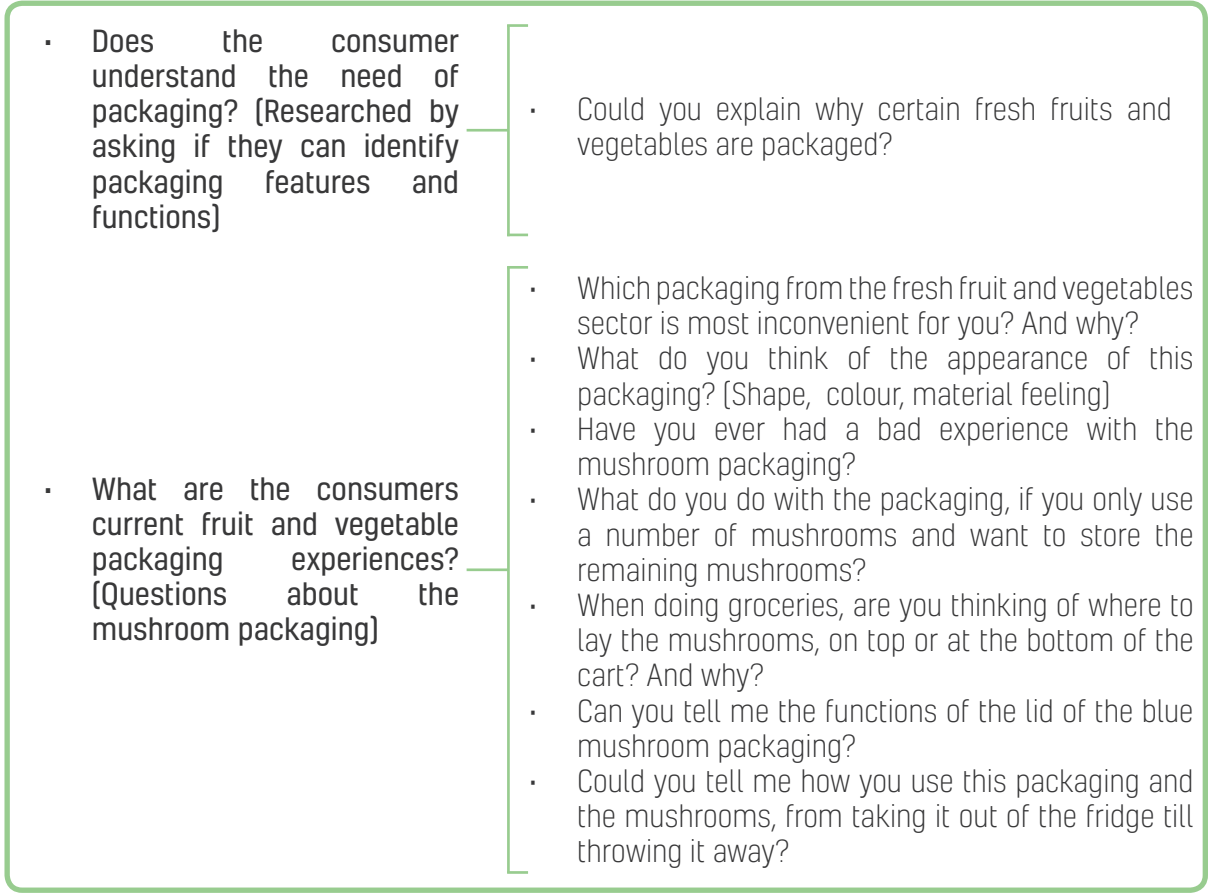 · Does the consumer
understand the need of
packaging? (Researched by
asking if they can identify
packaging features and
functions)
· Could you explain why certain fresh fruits and
vegetables are packaged?
· What are the consumers
current fruit and vegetable
packaging experiences?
(Questions about the
mushroom packaging)
· Which packaging from the fresh fruit and vegetables
sector is most inconvenient for you? And why?
· What do you think of the appearance of this
packaging? (Shape, colour, material feeling)
· Have you ever had a bad experience with the
mushroom packaging?
· What do you do with the packaging, if you only use
a number of mushrooms and want to store the
remaining mushrooms?
· When doing groceries, are you thinking of where to
lay the mushrooms, on top or at the bottom of the
cart? And why?
· Can you tell me the functions of the lid of the blue
mushroom packaging?
· Could you tell me how you use this packaging and
the mushrooms, from taking it out of the fridge till
throwing it away?